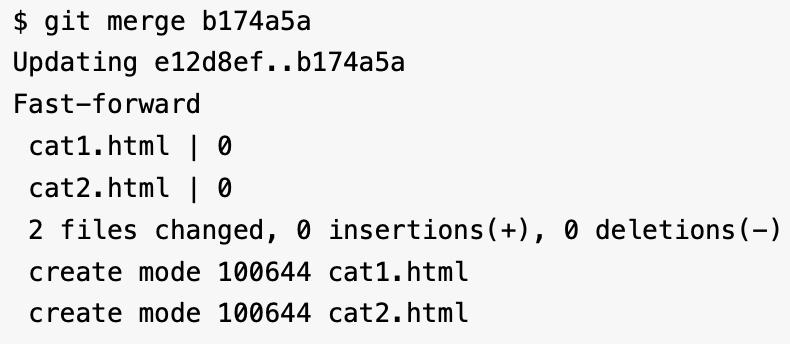 $ git merge b174a5a
Updating e12d8ef..b174a5a
Fast-forward
 cat1.html | 0
 cat2.html | 0
 2 files changed, 0 insertions(+), 0 deletions(-)
 create mode 100644 cat1.html
 create mode 100644 cat2.html